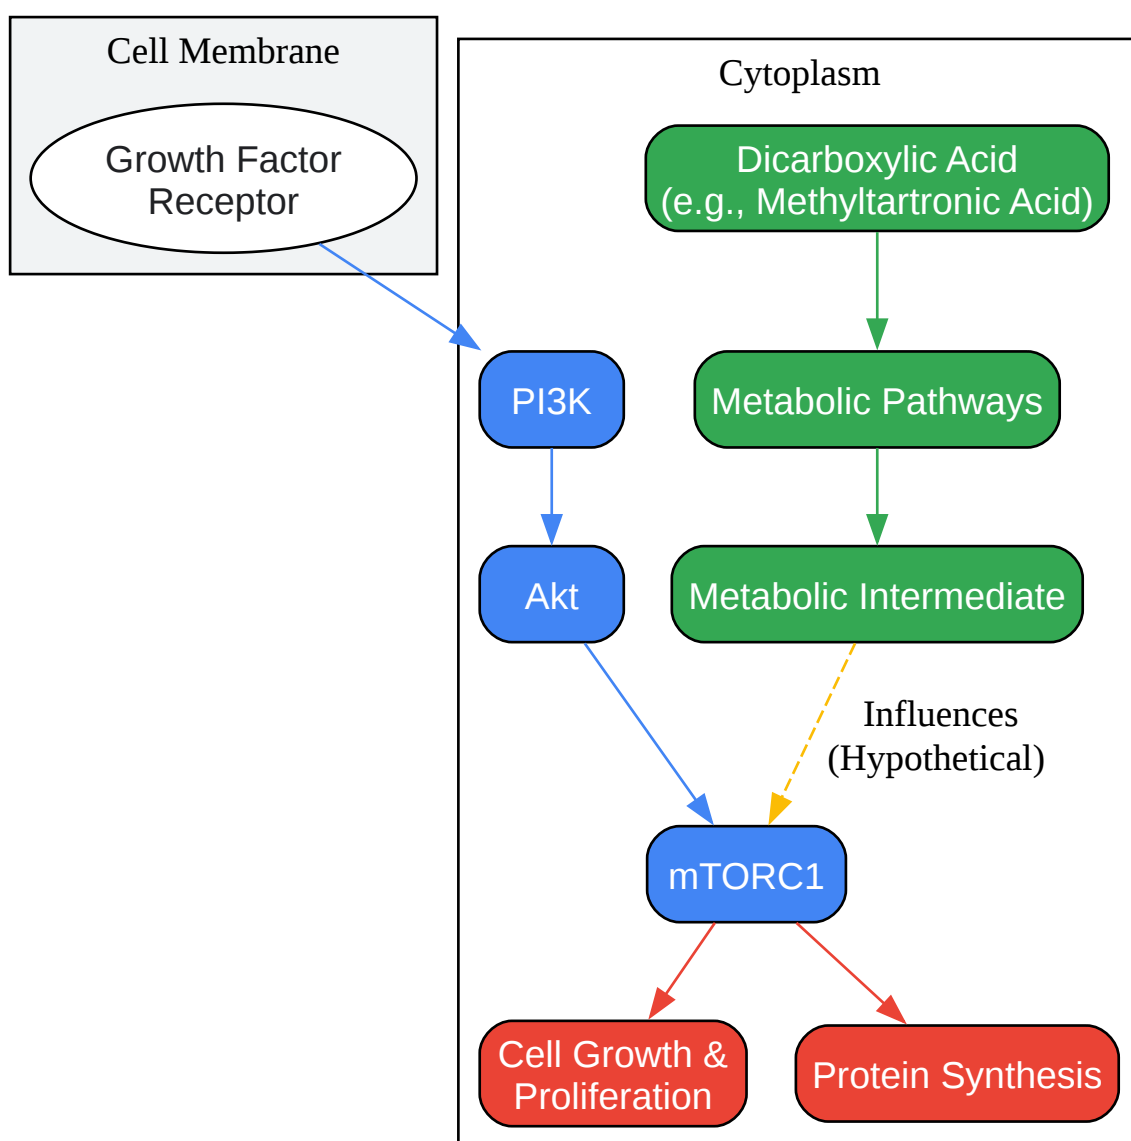 Cell Membrane
Growth Factor
Receptor
Cytoplasm
Dicarboxylic Acid
(e.g., Methyltartronic Acid)
PI3K
Metabolic Pathways
Akt
Metabolic Intermediate
Influences
(Hypothetical)
mTORC1
Cell Growth &
Proliferation
Protein Synthesis